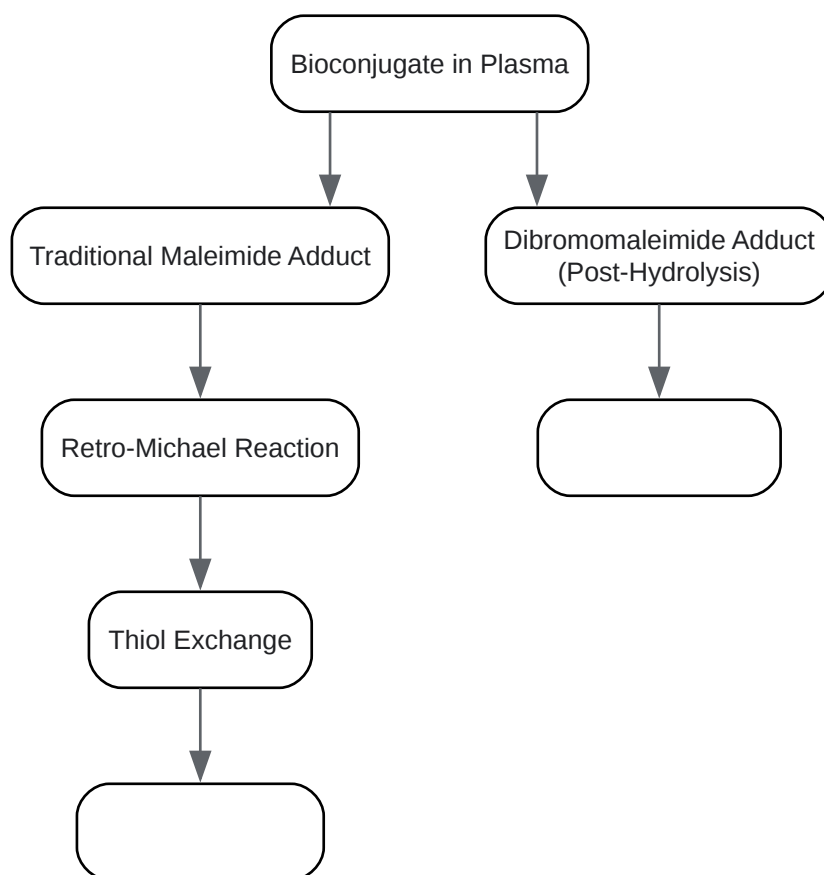 Bioconjugate in Plasma
Traditional Maleimide Adduct
Dibromomaleimide Adduct
(Post-Hydrolysis)
Retro-Michael Reaction
Thiol Exchange